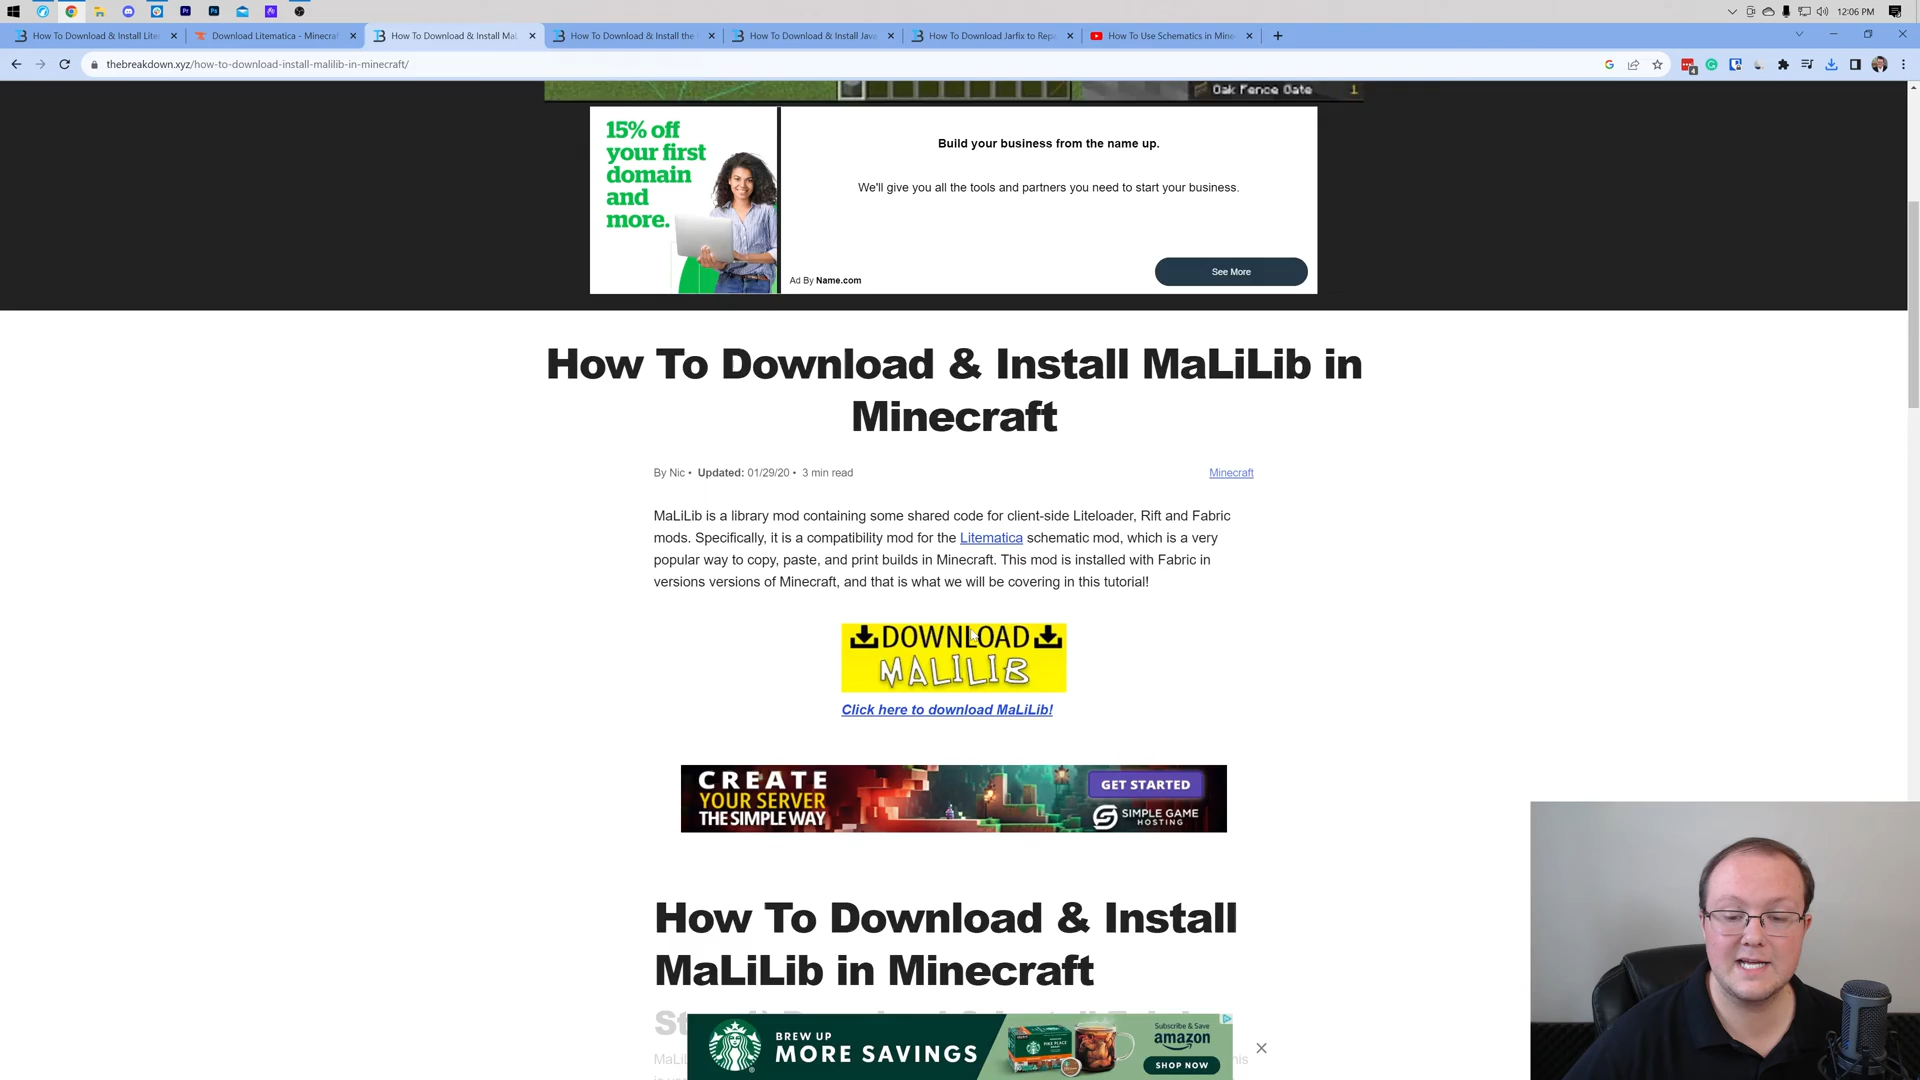 12:06 PM
How To Download & Install Lite
Download Litematica - Minecraf
How To Download & Install MaL
How To Download & Install the
How To Download & Install Java
How To Download Jarfix to Repa
How To Use Schematics in Mine
thebreakdown.xyz/how-to-download-install-malilib-in-minecraft/
Oak Fence Gate 1
15% off
your first
domain
and
more.
Build your business from the name up.
We'll give you all the tools and partners you need to start your business.
Ad By Name.com
See More
How To Download & Install MaLiLib in
Minecraft
By Nic • Updated: 01/29/20 • 3 min read
Minecraft
MaLiLib is a library mod containing some shared code for client-side Liteloader, Rift and Fabric
mods. Specifically, it is a compatibility mod for the Litematica schematic mod, which is a very
popular way to copy, paste, and print builds in Minecraft. This mod is installed with Fabric in
versions versions of Minecraft, and that is what we will be covering in this tutorial!
DOWNLOAD
MALILIB
Click here to download MaLiLib!
CREATE
YOUR SERVER
THE SIMPLE WAY
GET STARTED
SIMPLE GAME
HOSTING
How To Download & Install
MaLiLib in Minecraft
BREW UP
MORE SAVINGS
Subscribe & Save
amazon
SHOP NOW